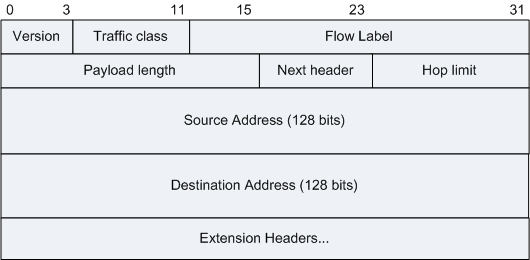 0 3 11 15 23 31
Version Traffic class Flow Label
Payload length Next header Hop limit
Source Address (128 bits)
Destination Address (128 bits)
Extension Headers...